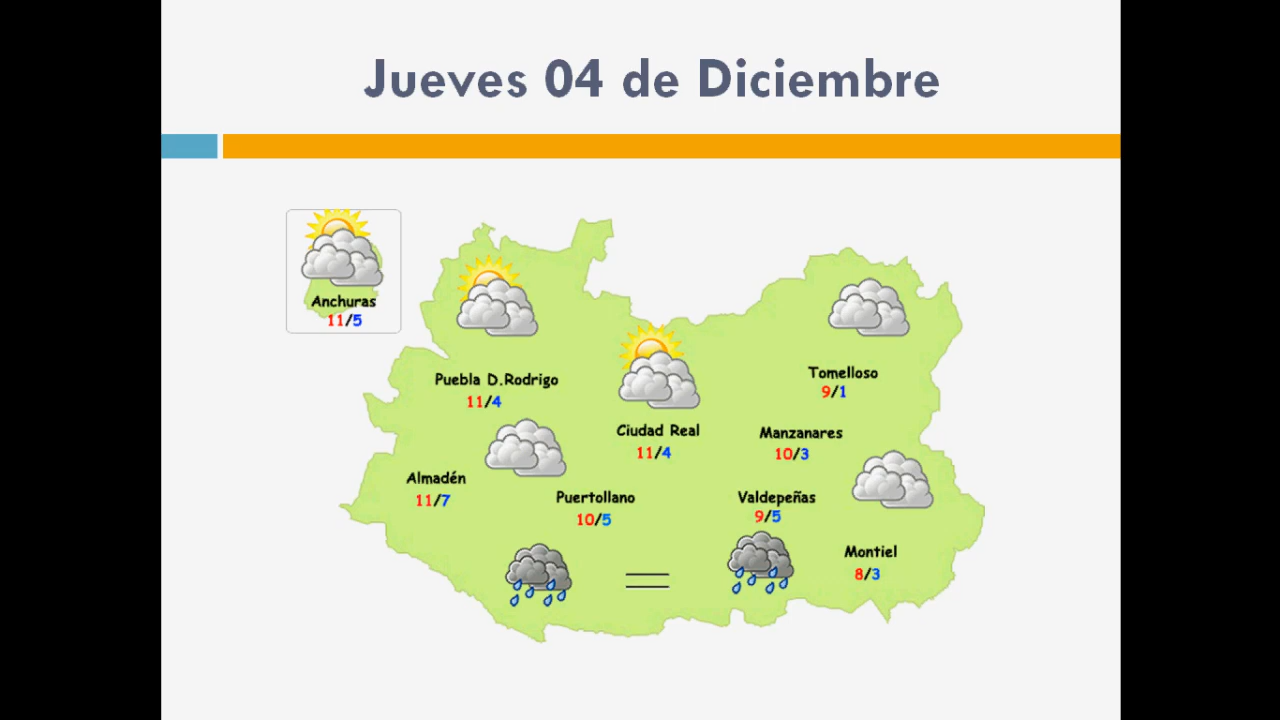 Jueves 04 de Diciembre
Anchuras
11/5
Puebla D.Rodrigo
11/4
Ciudad Real
11/4
Tomelloso
9/1
Manzanares
10/3
Almadén
11/7
Puertollano
10/5
Valdepeñas
9/5
Montiel
8/3